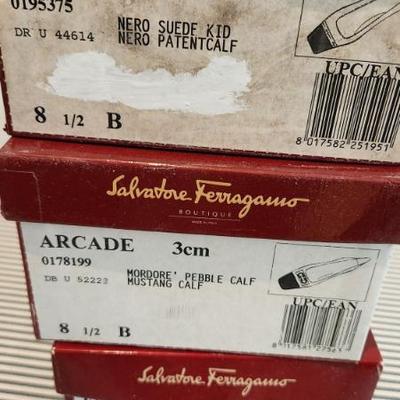 0195375
NERO SUEDE KID
DR U 44614 NERO PATENTCALF
UPC/EAN
8 1/2 B
8 017582 251951
Salvatore Ferragamo
BOUTIQUE
ARCADE 3cm
0178199
MORDORE' PEBBLE CALF
DB U 52223 MUSTANG CALF
UPC/EAN
8 1/2 B
Salvatore Ferragamo